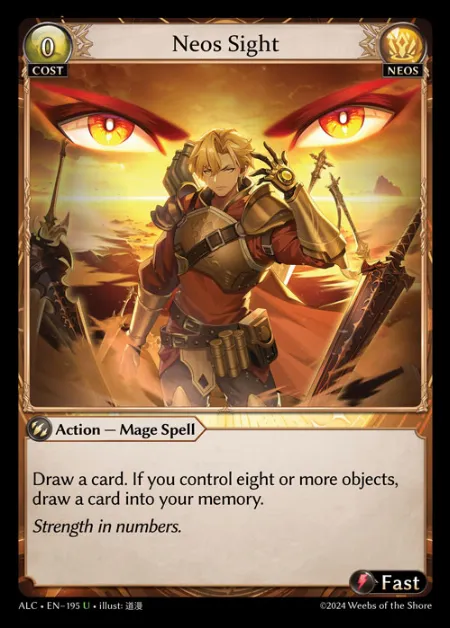 0
Neos Sight
COST
NEOS
Action — Mage Spell
Draw a card. If you control eight or more objects,
draw a card into your memory.
Strength in numbers.
Fast
ALC • EN-195 U • illust: 道漫
©2024 Weebs of the Shore